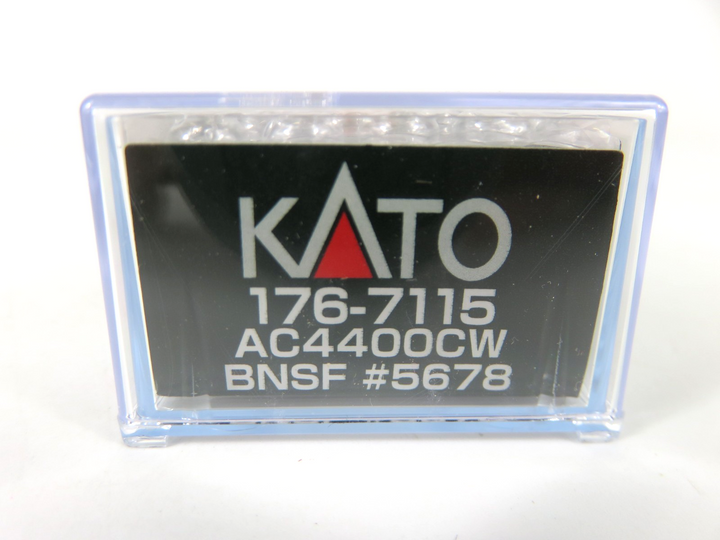 KATO
176-7115
AC4400CW
BNSF #5678